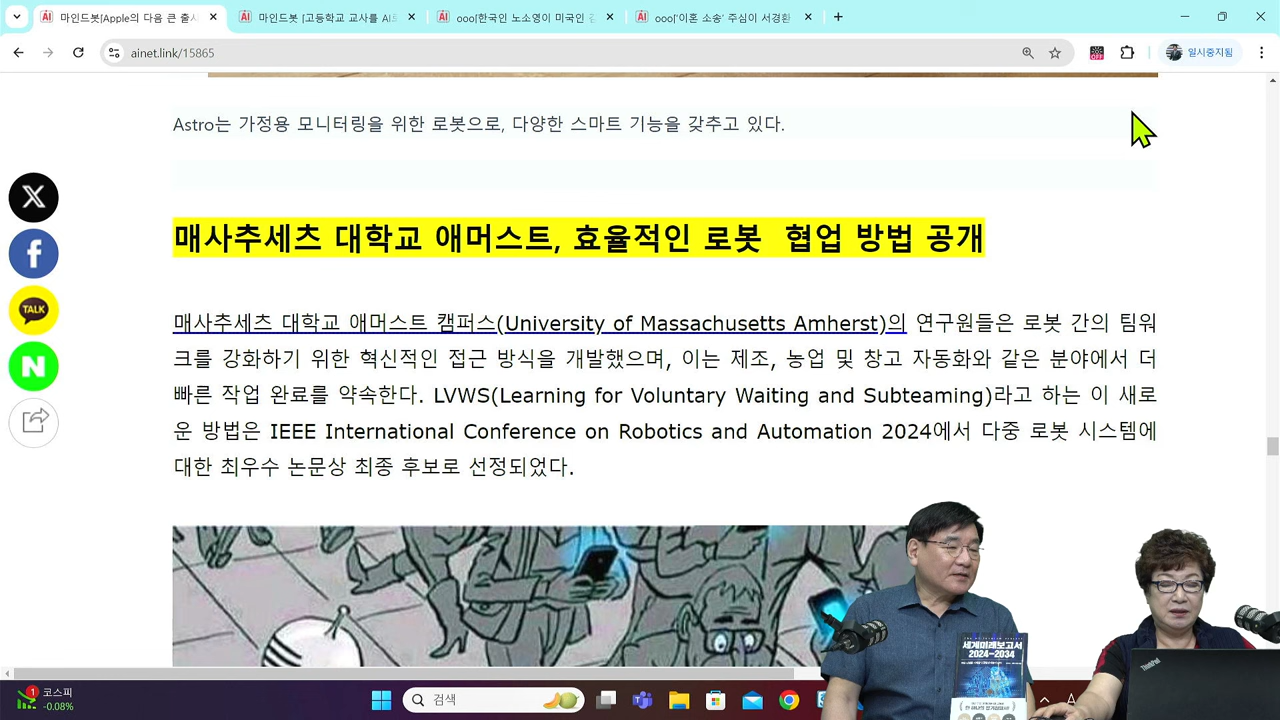 마인드봇[Apple의 다음 큰 출시
마인드봇 [고등학교 교사를 AI로
ooo[한국인 노소영이 미국인 김
ooo['이혼 소송' 주심이 서경환
ainet.link/15865
일시중지됨
Astro는 가정용 모니터링을 위한 로봇으로, 다양한 스마트 기능을 갖추고 있다.
매사추세츠 대학교 애머스트, 효율적인 로봇 협업 방법 공개
매사추세츠 대학교 애머스트 캠퍼스(University of Massachusetts Amherst)의 연구원들은 로봇 간의 팀워
크를 강화하기 위한 혁신적인 접근 방식을 개발했으며, 이는 제조, 농업 및 창고 자동화와 같은 분야에서 더
빠른 작업 완료를 약속한다. LVWS(Learning for Voluntary Waiting and Subteaming)라고 하는 이 새로
운 방법은 IEEE International Conference on Robotics and Automation 2024에서 다중 로봇 시스템에
대한 최우수 논문상 최종 후보로 선정되었다.
TALK
N
세계미래보고서
2024-2034
ThinkPad
1
코스피
-0.08%
검색
A